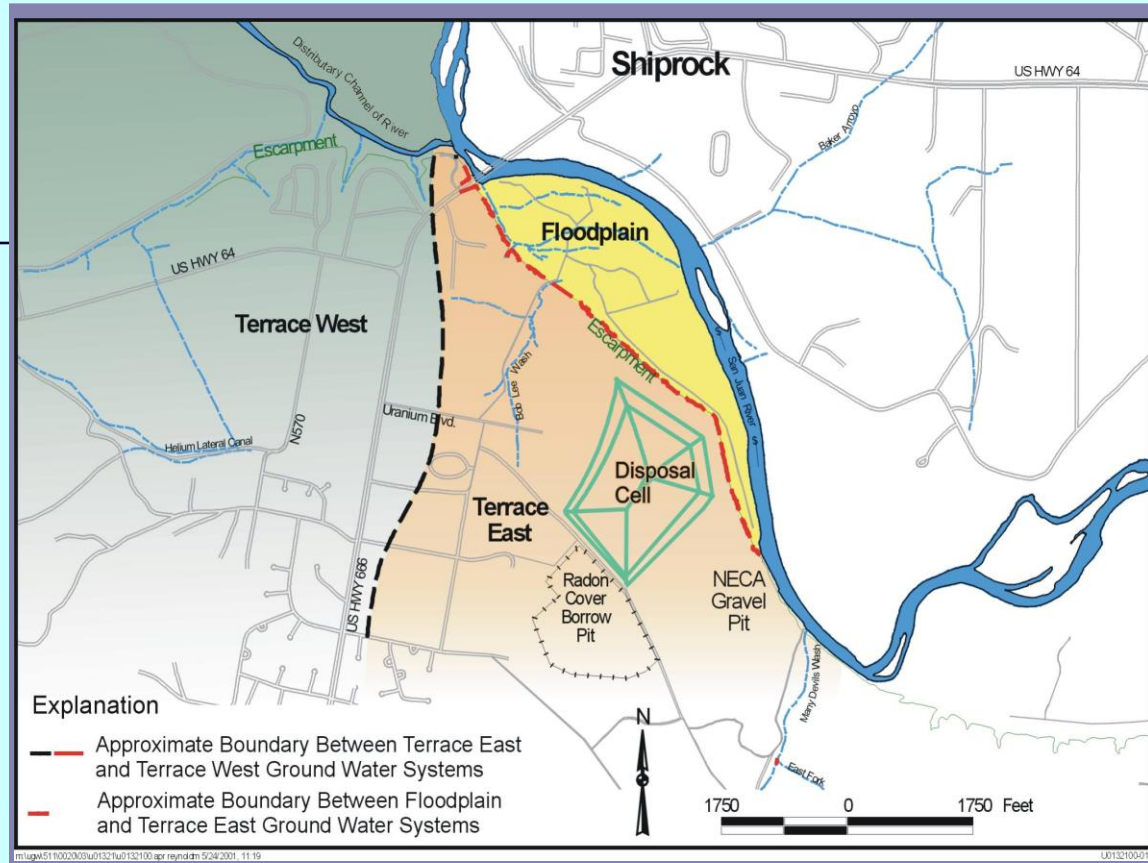 Shiprock
US HWY 64
Distributary Channel of River
Baker Arroyo
Escarpment
Floodplain
US HWY 64
Terrace West
Escarpment
San Juan River
Bob Lee Wash
Uranium Blvd.
Helium Lateral Canal
N570
Disposal
Cell
Terrace
East
US HWY 666
Radon
Cover
Borrow
Pit
NECA
Gravel
Pit
Many Devils Wash
East Fork
Explanation
Approximate Boundary Between Terrace East
and Terrace West Ground Water Systems
Approximate Boundary Between Floodplain
and Terrace East Ground Water Systems
N
1750 0 1750 Feet
U0132100-01